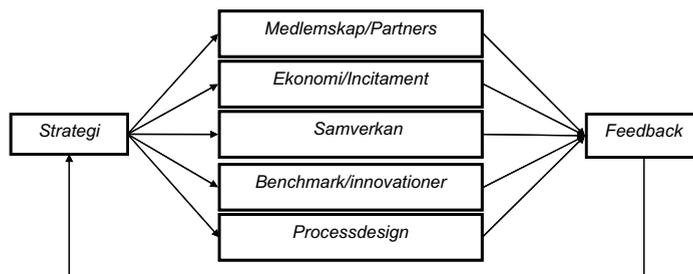 Medlemskap/Partners
Ekonomi/Incitament
Strategi
Samverkan
Feedback
Benchmark/innovationer
Processdesign